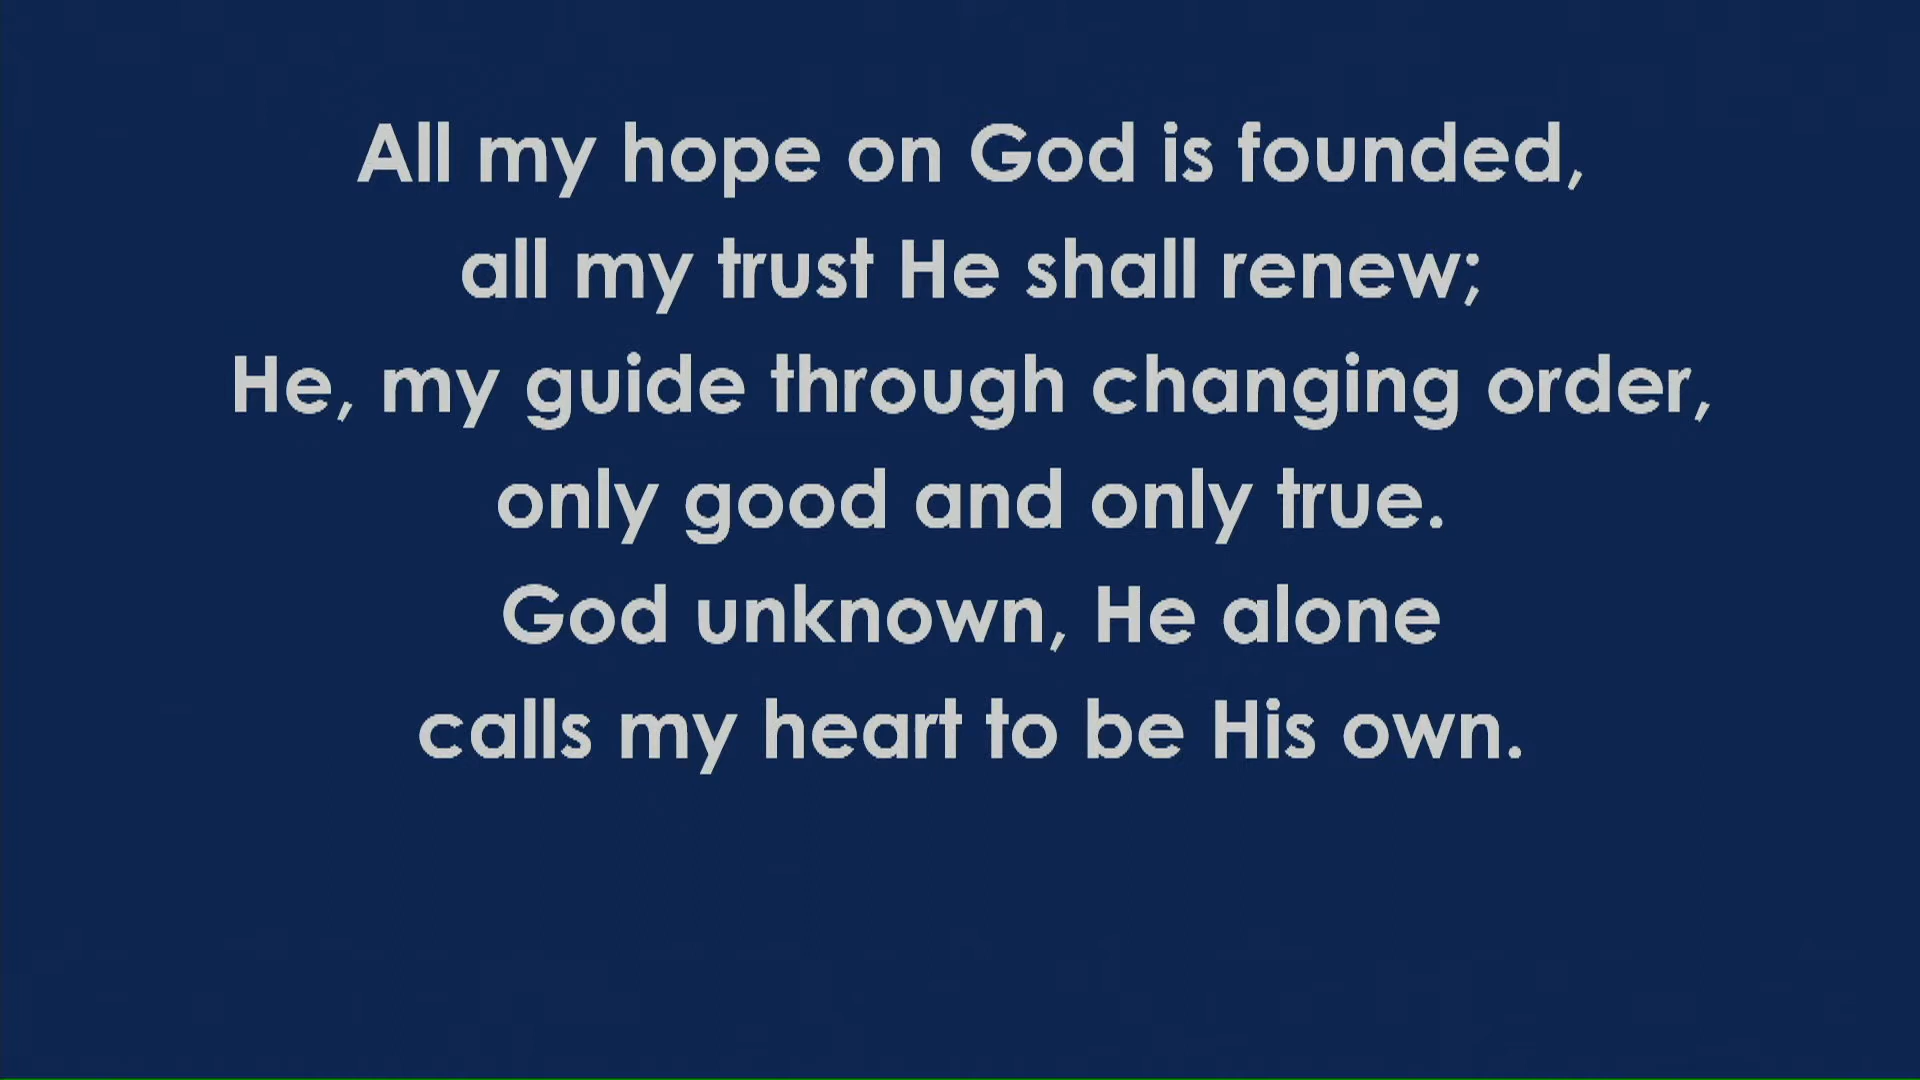 All my hope on God is founded,
all my trust He shall renew;
He, my guide through changing order,
only good and only true.
God unknown, He alone
calls my heart to be His own.